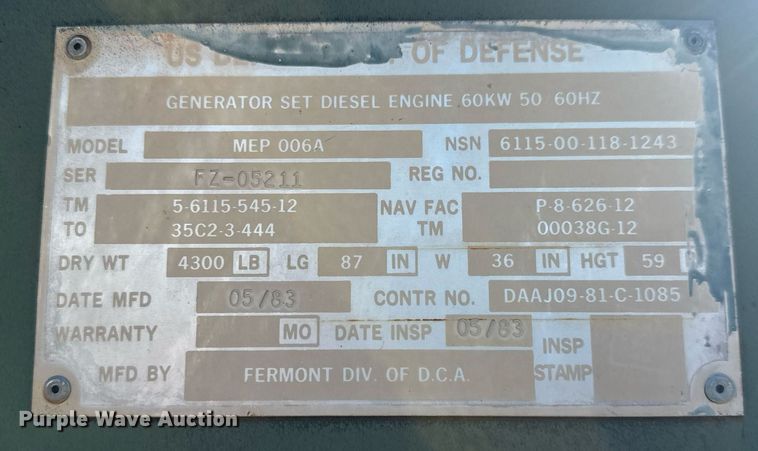 US OF DEFENSE
GENERATOR SET DIESEL ENGINE 60KW 50 60HZ
MODEL MEP 006A NSN 6115-00-118-1243
SER FZ-05211 REG NO.
TM 5-6115-545-12 NAV FAC P-8-626-12
TO 35C2-3-444 TM 00038G-12
DRY WT 4300 LB LG 87 IN W 36 IN HGT 59
DATE MFD 05/83 CONTR NO. DAAJ09-81-C-1085
WARRANTY MO DATE INSP 05/83
INSP STAMP
MFD BY FERMONT DIV. OF D.C.A.
Purple Wave Auction